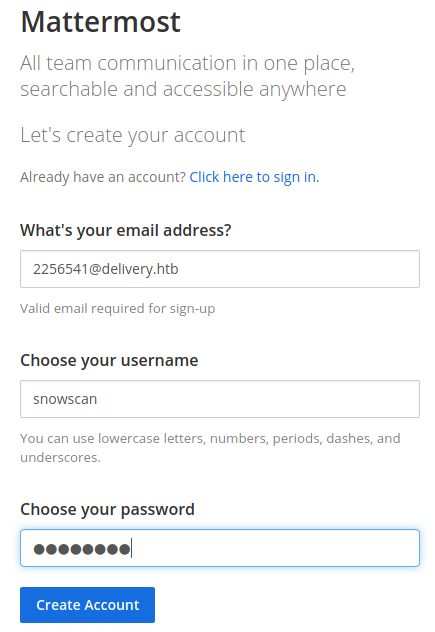 Mattermost
All team communication in one place,
searchable and accessible anywhere
Let's create your account
Already have an account? Click here to sign in.
What's your email address?
2256541@delivery.htb
Valid email required for sign-up
Choose your username
snowscan
You can use lowercase letters, numbers, periods, dashes, and
underscores.
Choose your password
●●●●●●●●
Create Account